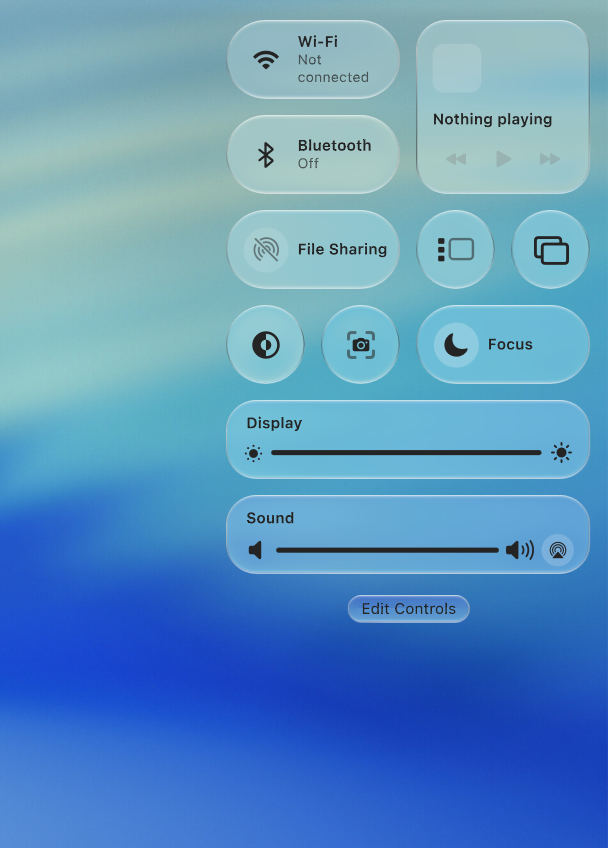 Wi-Fi
Not
connected
Nothing playing
Bluetooth
Off
File Sharing
Focus
Display
Sound
Edit Controls